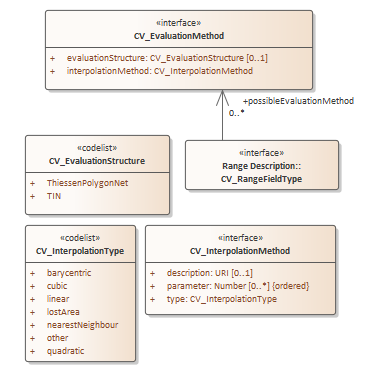 «interface»
CV_EvaluationMethod
+ evaluationStructure: CV_EvaluationStructure [0..1]
+ interpolationMethod: CV_InterpolationMethod
+possibleEvaluationMethod
0..*
«codelist»
CV_EvaluationStructure
+ ThiessenPolygonNet
+ TIN
«interface»
Range Description::
CV_RangeFieldType
«codelist»
CV_InterpolationType
+ barycentric
+ cubic
+ linear
+ lostArea
+ nearestNeighbour
+ other
+ quadratic
«interface»
CV_InterpolationMethod
+ description: URI [0..1]
+ parameter: Number [0..*] {ordered}
+ type: CV_InterpolationType